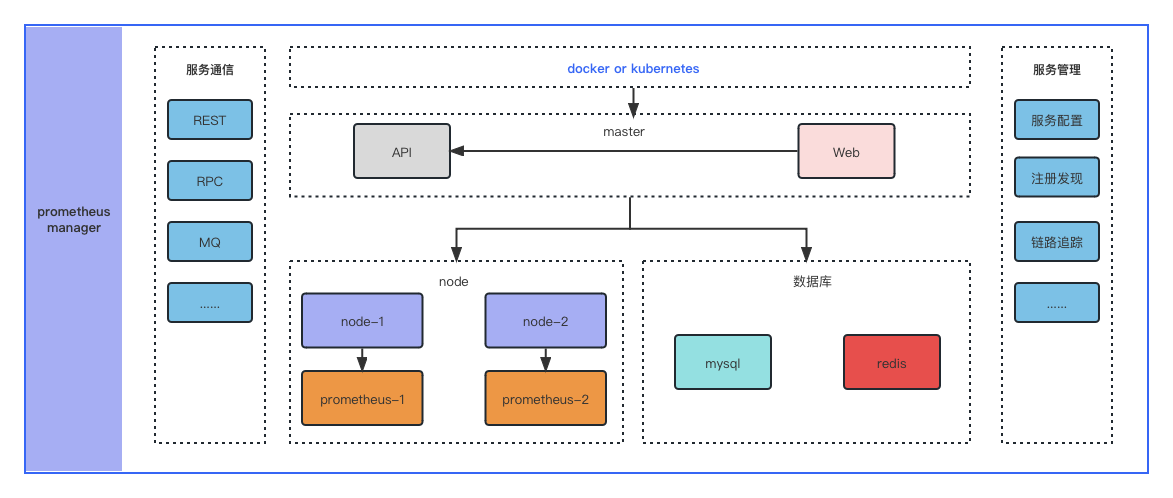 prometheus
manager
服务通信
REST
RPC
MQ
......
docker or kubernetes
master
API
Web
node
node-1
node-2
prometheus-1
prometheus-2
数据库
mysql
redis
服务管理
服务配置
注册发现
链路追踪
......